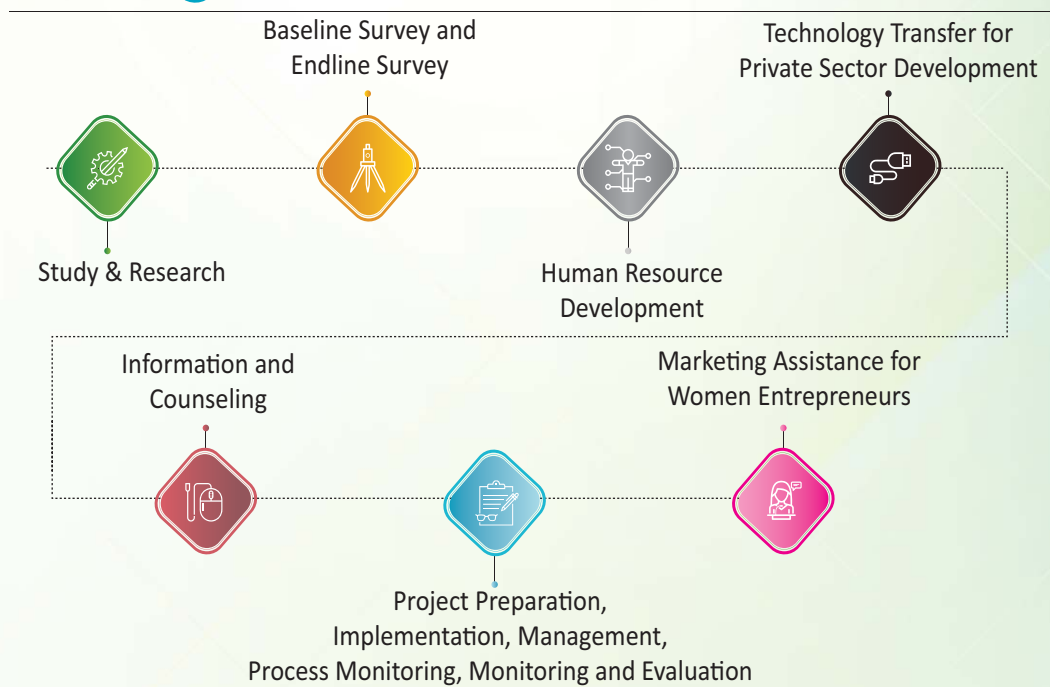 Baseline Survey and
Endline Survey
Technology Transfer for
Private Sector Development
Study & Research
Human Resource
Development
Information and
Counseling
Marketing Assistance for
Women Entrepreneurs
Project Preparation,
Implementation, Management,
Process Monitoring, Monitoring and Evaluation